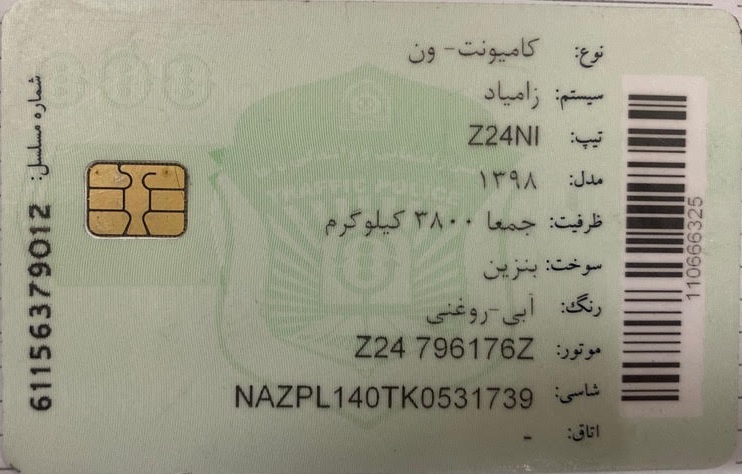 نوع: کامیونت- ون
سیستم: زامیاد
تیپ: Z24NI
مدل: ۱۳۹۸
ظرفیت: جمعا ۳۸۰۰ کیلوگرم
سوخت: بنزین
رنگ: آبی-روغنی
موتور: Z24 796176Z
شاسی: NAZPL140TK0531739
اتاق: -
شماره مسلسل: 61156379012
110666325
TRAFFIC POLICE